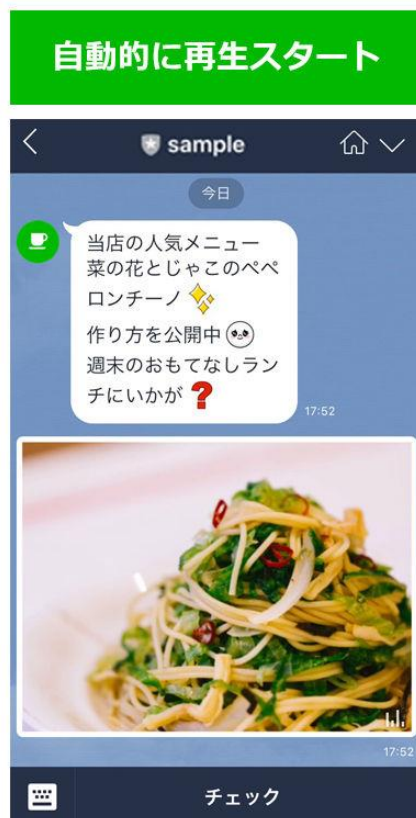 自動的に再生スタート
sample
今日
当店の人気メニュー
菜の花とじゃこのペペ
ロンチーノ
作り方を公開中
週末のおもてなしラン
チにいかが❓
17:52
17:52
チェック